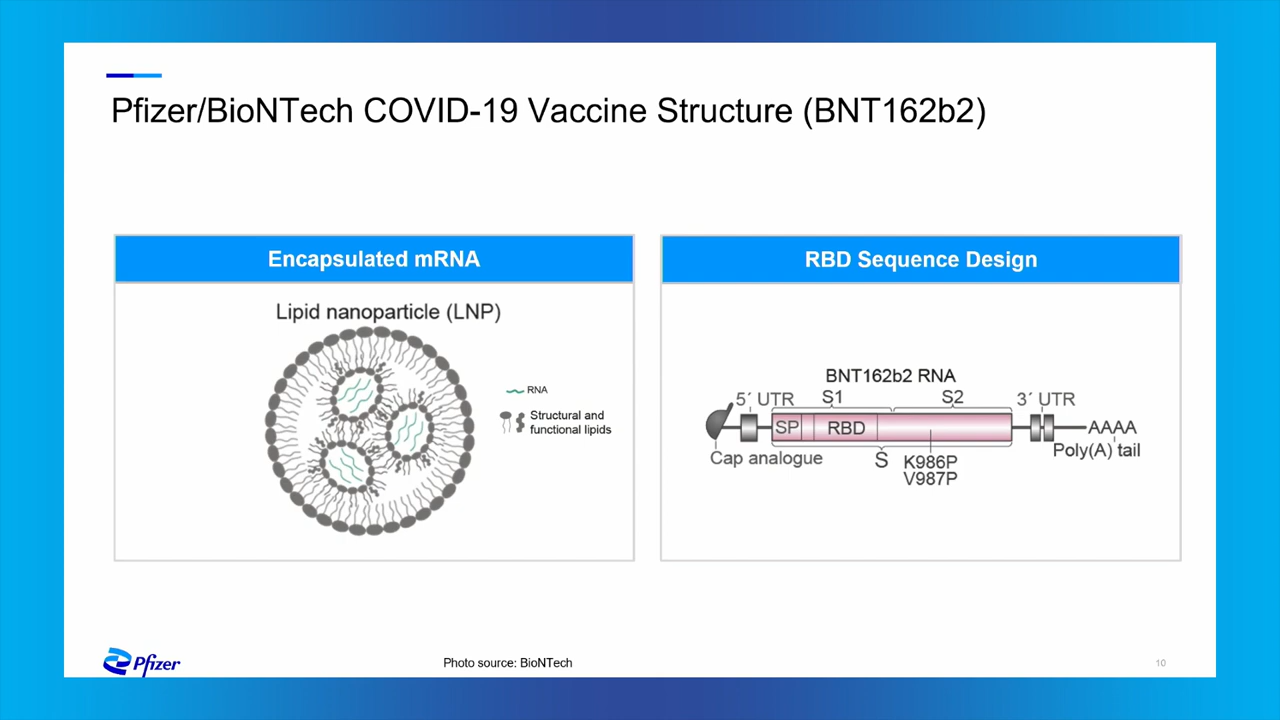 Pfizer/BioNTech COVID-19 Vaccine Structure (BNT162b2)
Encapsulated mRNA
Lipid nanoparticle (LNP)
RNA
Structural and
functional lipids
RBD Sequence Design
BNT162b2 RNA
5´ UTR S1 S2 3´ UTR
SP RBD AAAA
Cap analogue S K986P Poly(A) tail
V987P
Pfizer
Photo source: BioNTech
10